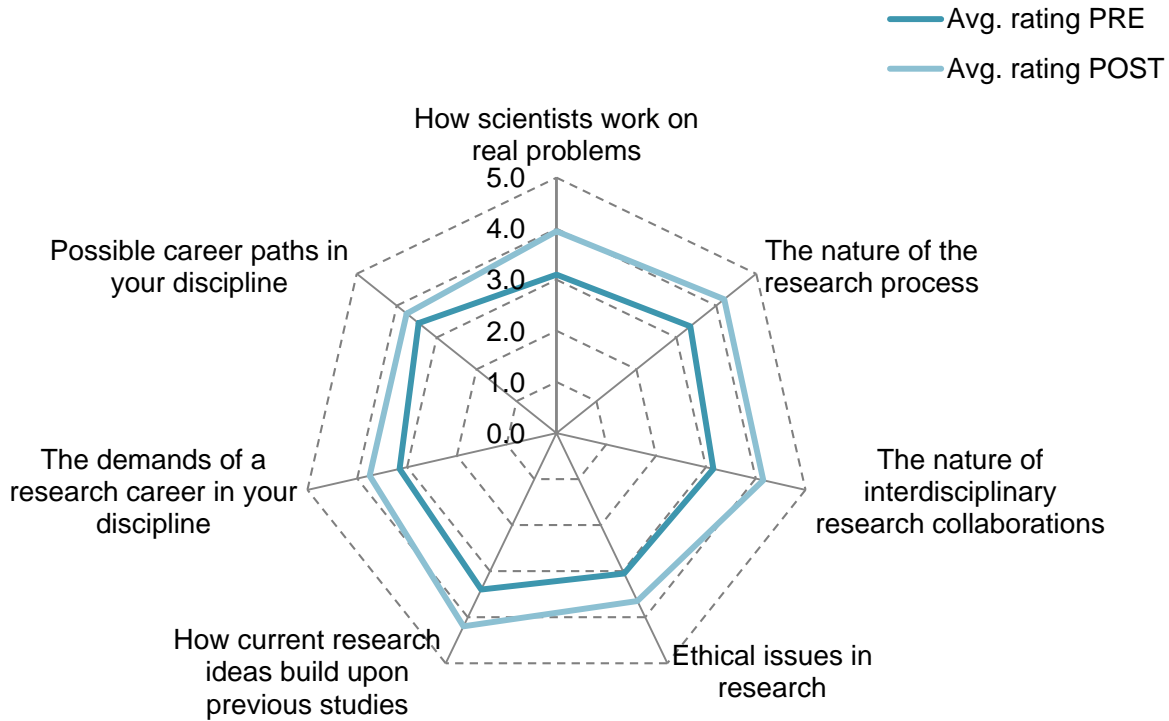 Avg. rating PRE
Avg. rating POST
How scientists work on
real problems
5.0
4.0
3.0
2.0
1.0
0.0
The nature of the
research process
The nature of
interdisciplinary
research collaborations
Ethical issues in
research
How current research
ideas build upon
previous studies
The demands of a
research career in your
discipline
Possible career paths in
your discipline